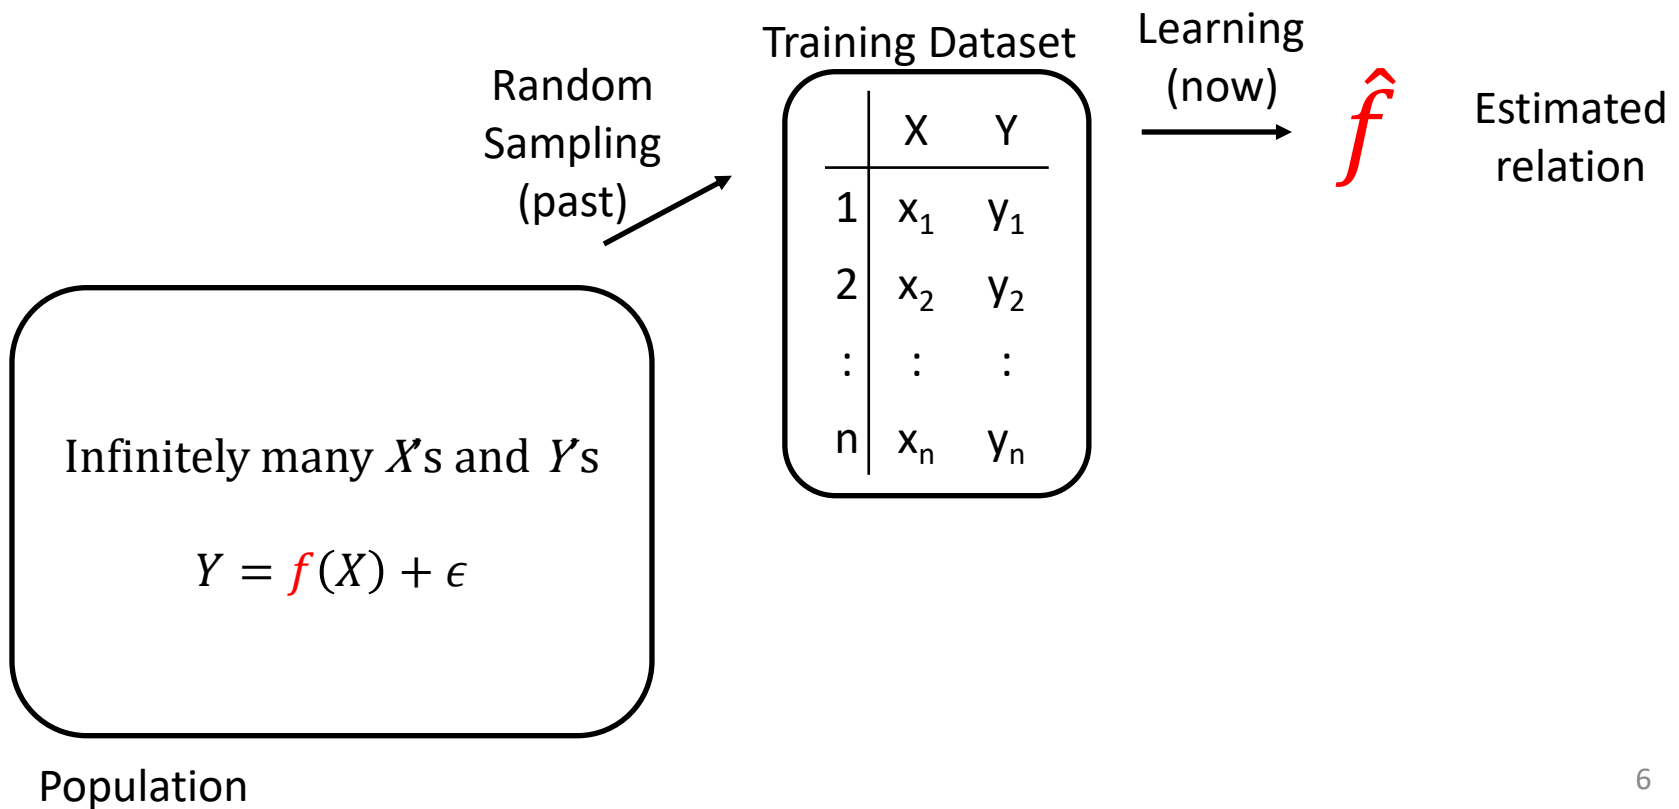 Training Dataset
Learning
(now)
Random
Sampling
(past)
X Y
1 x₁ y₁
2 x₂ y₂
: : :
n xₙ yₙ
f̂
Estimated
relation
Infinitely many X's and Y's
Y = f(X) + ϵ
Population
6